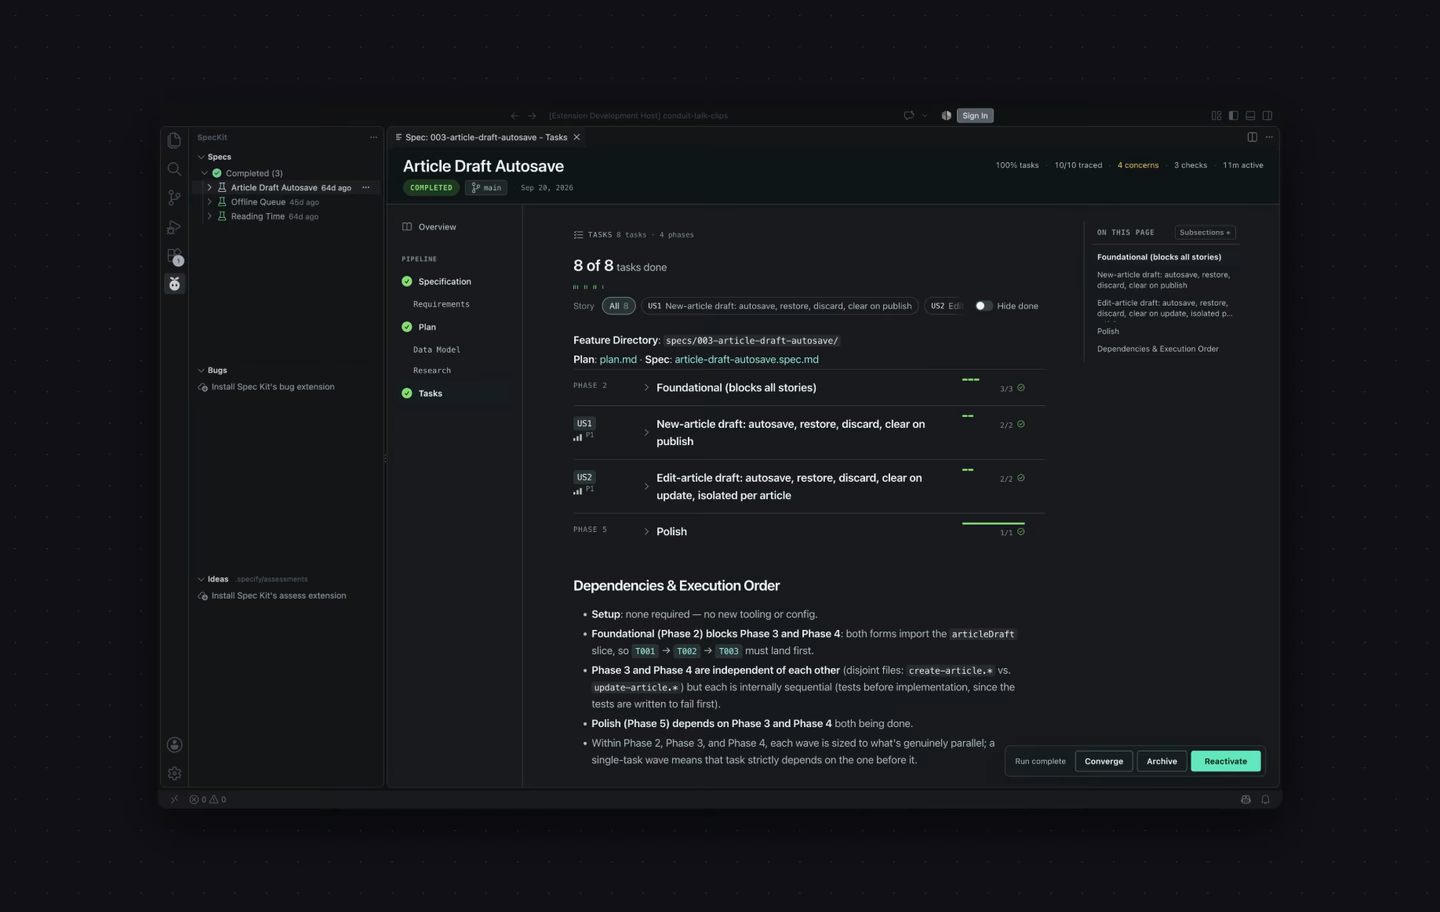 [Extension Development Host] conduit-talk-clips
Sign In
SpecKit
Specs
Completed (3)
Article Draft Autosave 64d ago
Offline Queue 45d ago
Reading Time 64d ago
1
Bugs
Install Spec Kit's bug extension
Ideas .specify/assessments
Install Spec Kit's assess extension
Spec: 003-article-draft-autosave - Tasks
Article Draft Autosave
COMPLETED main Sep 20, 2026
100% tasks · 10/10 traced · 4 concerns · 3 checks · 11m active
Overview
PIPELINE
Specification
Requirements
Plan
Data Model
Research
Tasks
TASKS 8 tasks · 4 phases
8 of 8 tasks done
Story All 8 US1 New-article draft: autosave, restore, discard, clear on publish US2 Edit Hide done
Feature Directory: specs/003-article-draft-autosave/
Plan: plan.md · Spec: article-draft-autosave.spec.md
PHASE 2 Foundational (blocks all stories) 3/3
US1 P1 New-article draft: autosave, restore, discard, clear on
publish 2/2
US2 P1 Edit-article draft: autosave, restore, discard, clear on
update, isolated per article 2/2
PHASE 5 Polish 1/1
Dependencies & Execution Order
• Setup: none required — no new tooling or config.
• Foundational (Phase 2) blocks Phase 3 and Phase 4: both forms import the articleDraft
slice, so T001 → T002 → T003 must land first.
• Phase 3 and Phase 4 are independent of each other (disjoint files: create-article.* vs.
update-article.*) but each is internally sequential (tests before implementation, since the
tests are written to fail first).
• Polish (Phase 5) depends on Phase 3 and Phase 4 both being done.
• Within Phase 2, Phase 3, and Phase 4, each wave is sized to what's genuinely parallel; a
single-task wave means that task strictly depends on the one before it.
ON THIS PAGE Subsections +
Foundational (blocks all stories)
New-article draft: autosave, restore,
discard, clear on publish
Edit-article draft: autosave, restore,
discard, clear on update, isolated p...
Polish
Dependencies & Execution Order
Run complete Converge Archive Reactivate
0 0